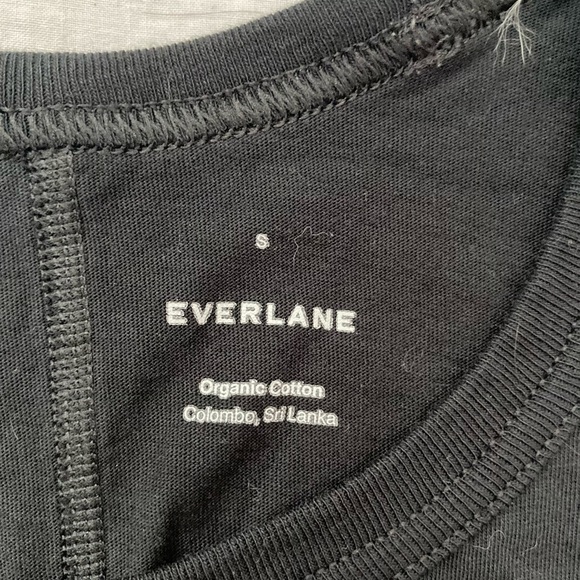 S
EVERLANE
Organic Cotton
Colombo, Sri Lanka